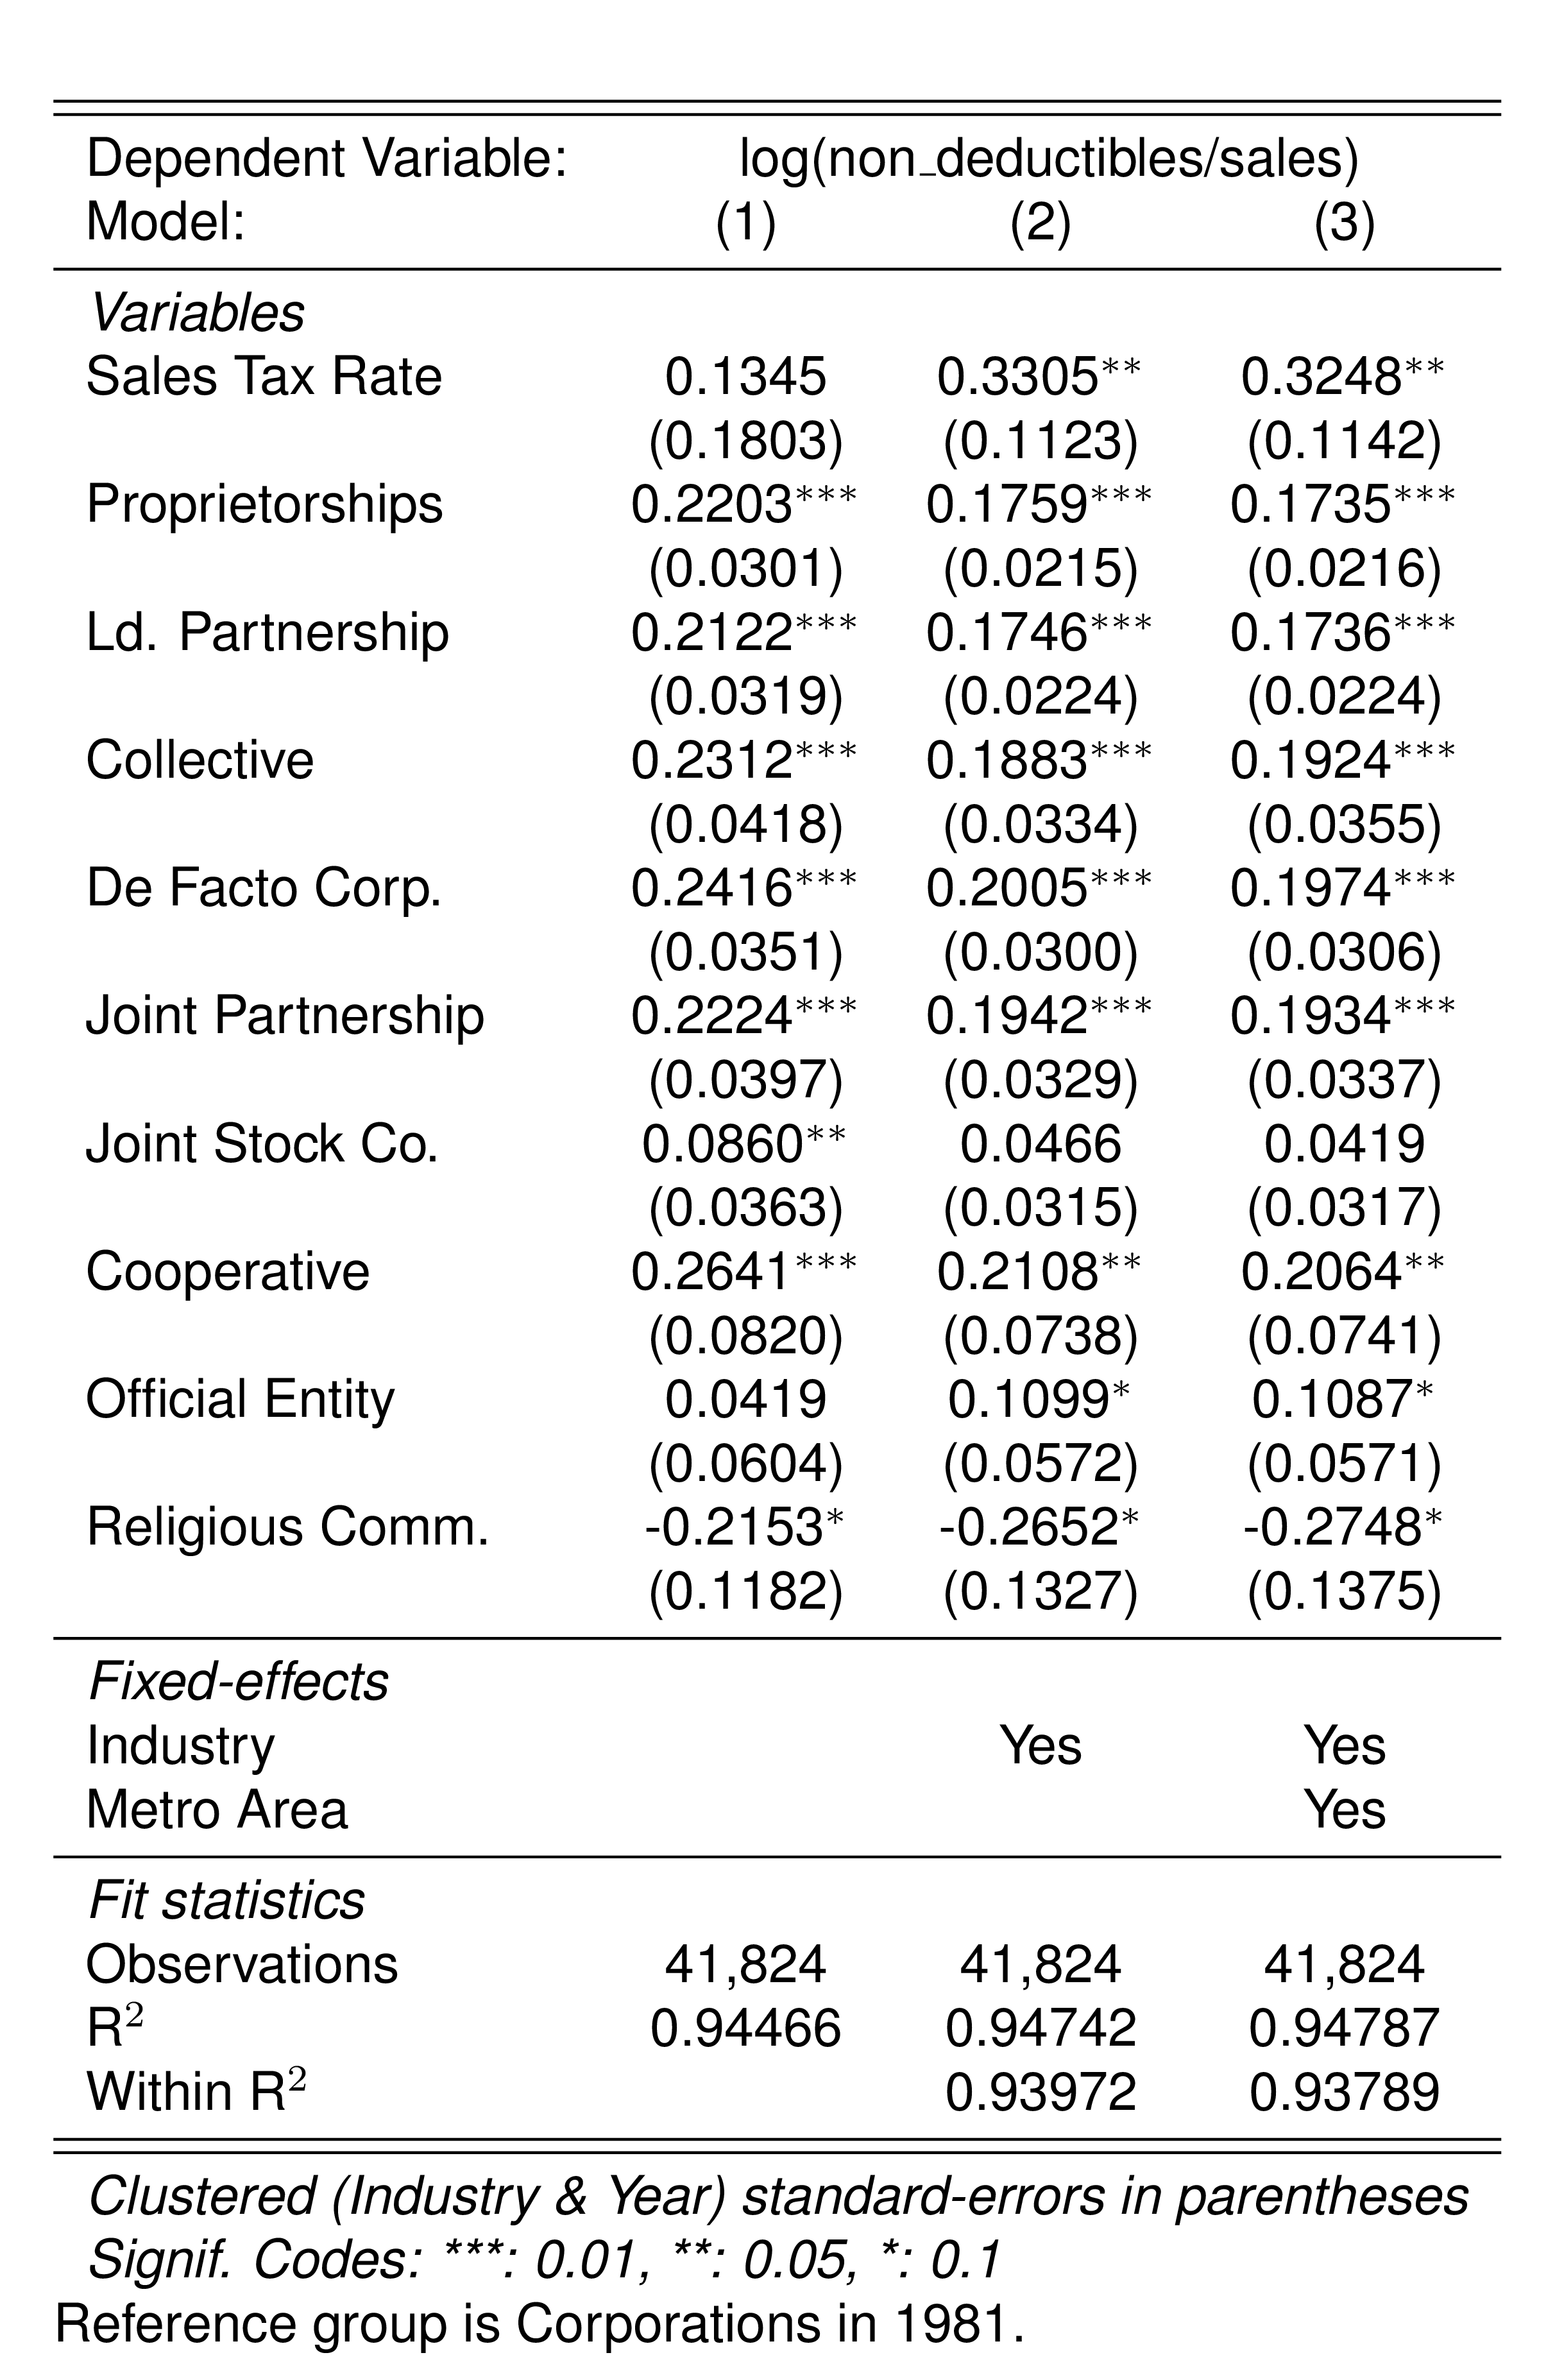 Dependent Variable: log(non_deductibles/sales)
Model: (1) (2) (3)
Variables
Sales Tax Rate 0.1345 0.3305** 0.3248**
(0.1803) (0.1123) (0.1142)
Proprietorships 0.2203*** 0.1759*** 0.1735***
(0.0301) (0.0215) (0.0216)
Ld. Partnership 0.2122*** 0.1746*** 0.1736***
(0.0319) (0.0224) (0.0224)
Collective 0.2312*** 0.1883*** 0.1924***
(0.0418) (0.0334) (0.0355)
De Facto Corp. 0.2416*** 0.2005*** 0.1974***
(0.0351) (0.0300) (0.0306)
Joint Partnership 0.2224*** 0.1942*** 0.1934***
(0.0397) (0.0329) (0.0337)
Joint Stock Co. 0.0860** 0.0466 0.0419
(0.0363) (0.0315) (0.0317)
Cooperative 0.2641*** 0.2108** 0.2064**
(0.0820) (0.0738) (0.0741)
Official Entity 0.0419 0.1099* 0.1087*
(0.0604) (0.0572) (0.0571)
Religious Comm. -0.2153* -0.2652* -0.2748*
(0.1182) (0.1327) (0.1375)
Fixed-effects
Industry Yes Yes
Metro Area Yes
Fit statistics
Observations 41,824 41,824 41,824
R² 0.94466 0.94742 0.94787
Within R² 0.93972 0.93789
Clustered (Industry & Year) standard-errors in parentheses
Signif. Codes: ***: 0.01, **: 0.05, *: 0.1
Reference group is Corporations in 1981.